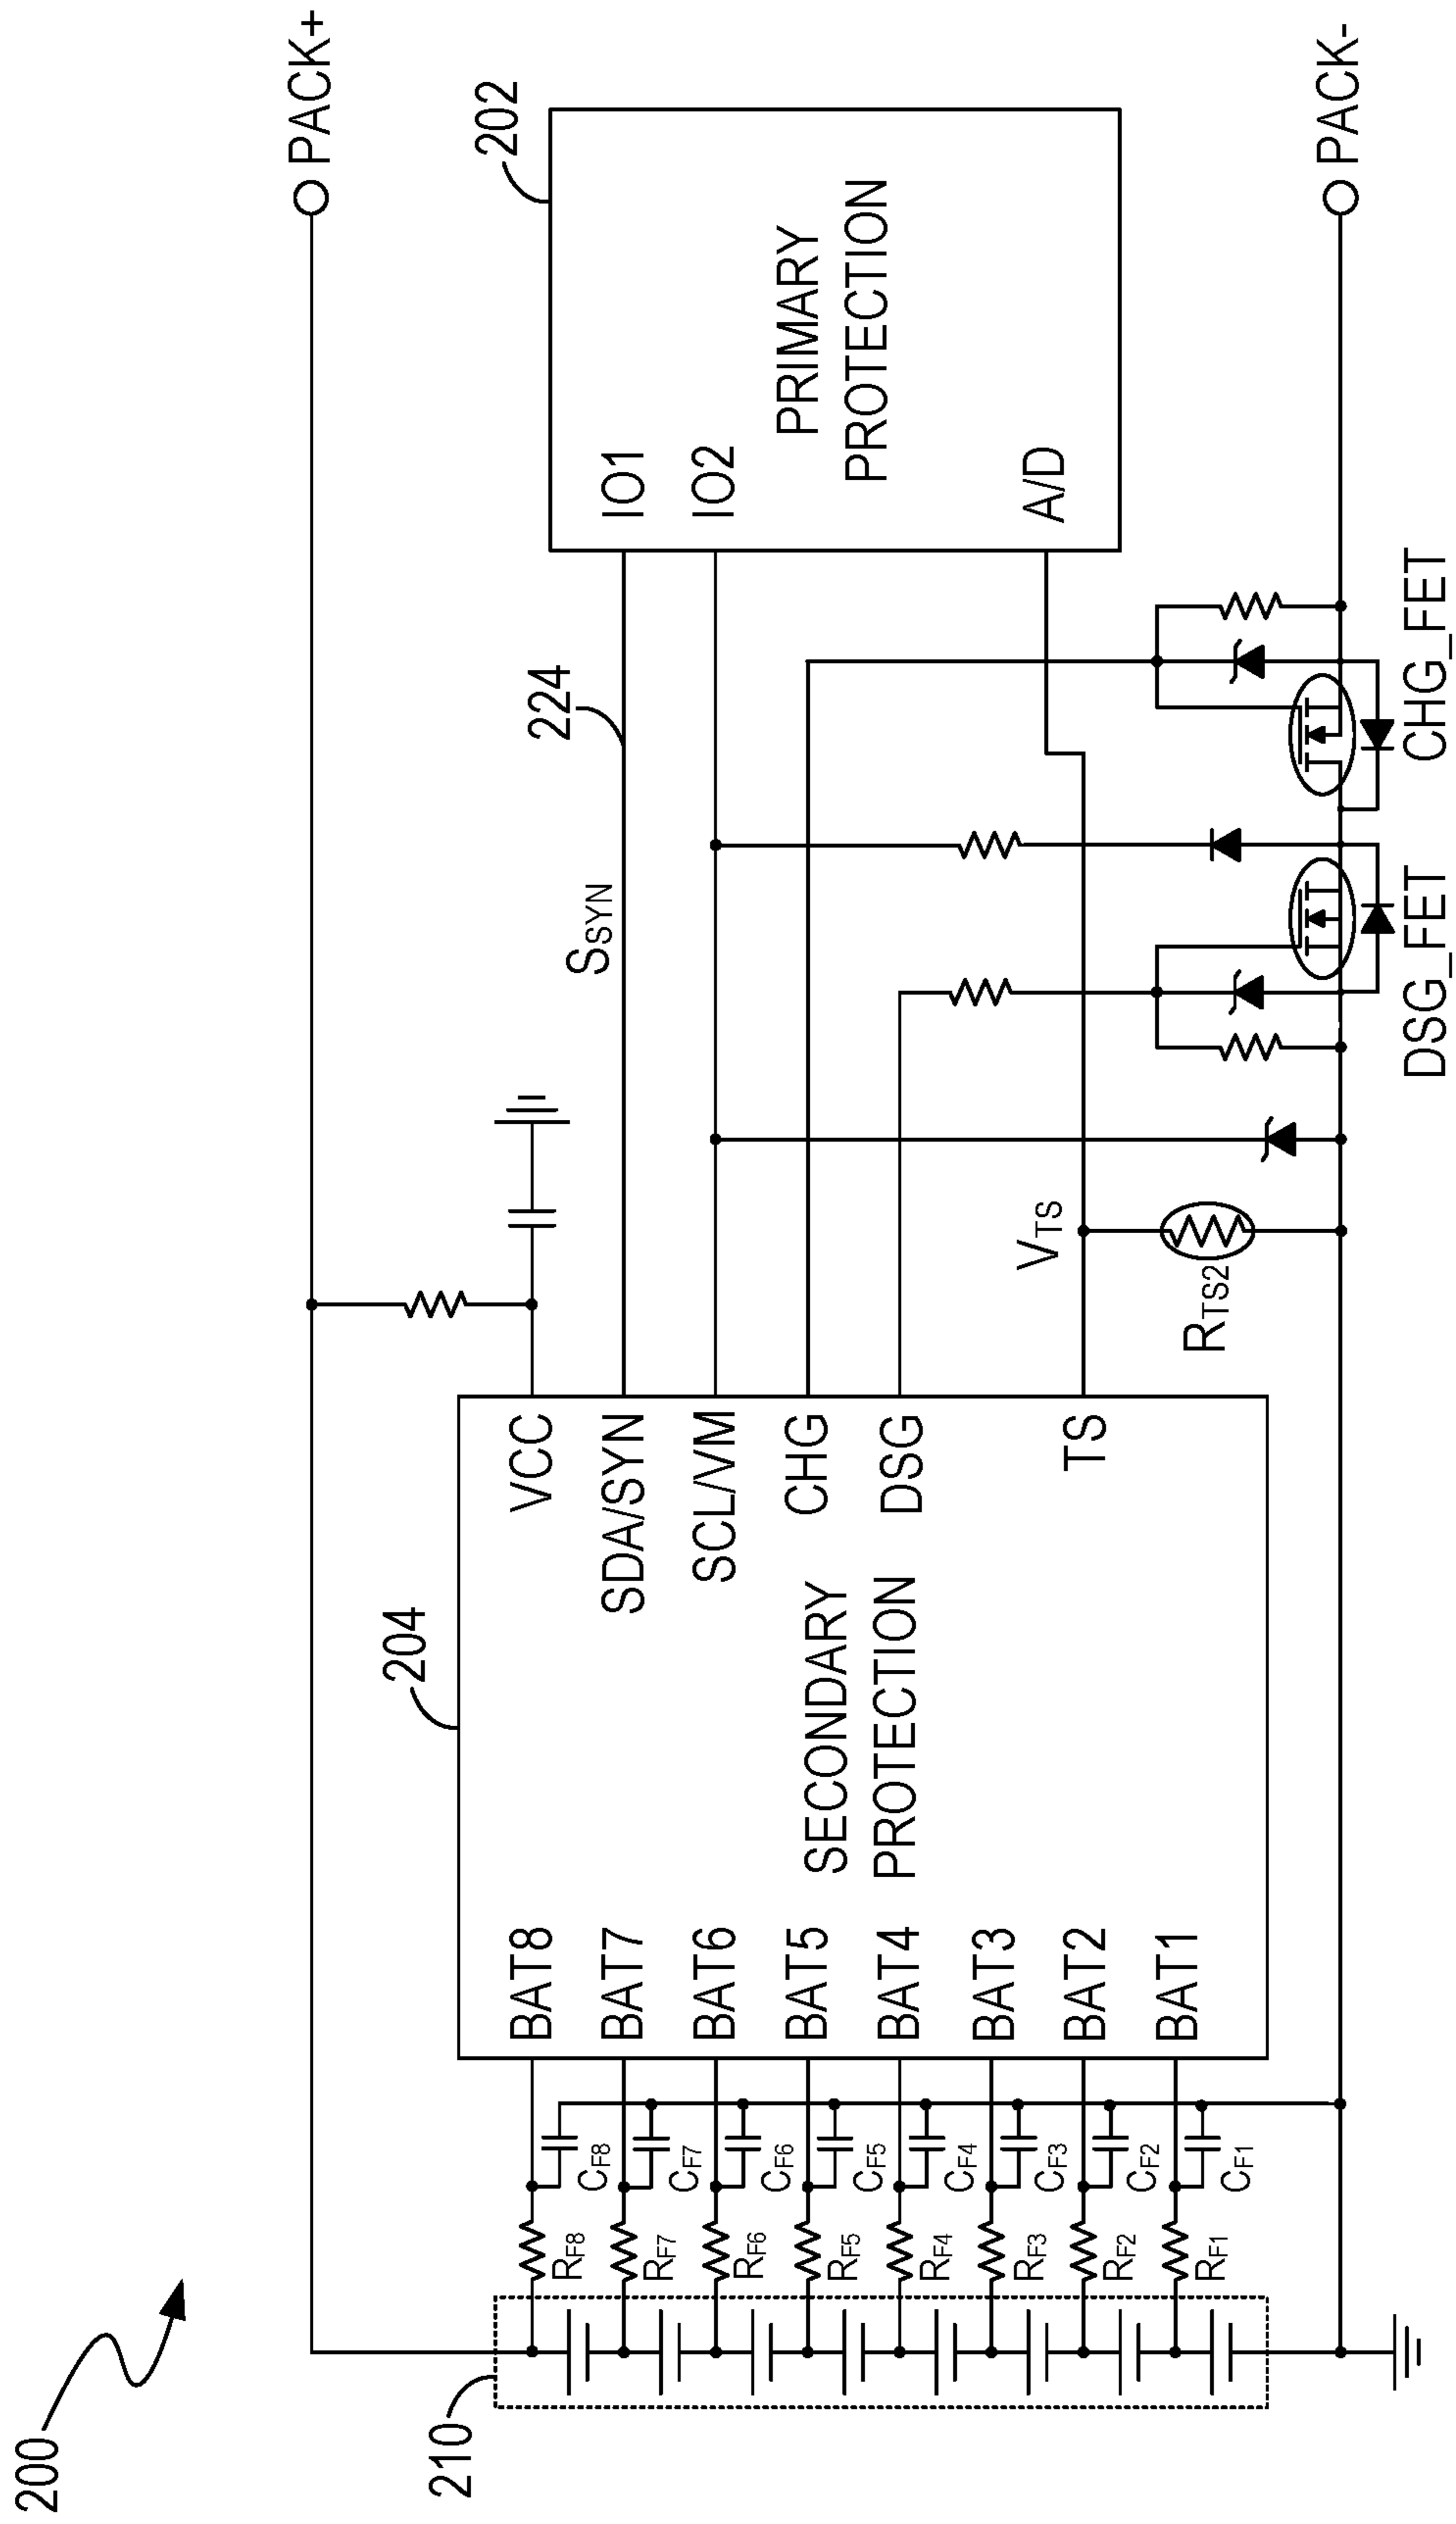 200
PACK+
210
204
SECONDARY
PROTECTION
BAT8
BAT7
BAT6
BAT5
BAT4
BAT3
BAT2
BAT1
VCC
SDA/SYN
SCL/VM
CHG
DSG
TS
RF8
CF8
RF7
CF7
RF6
CF6
RF5
CF5
RF4
CF4
RF3
CF3
RF2
CF2
RF1
CF1
SSYN
224
VTS
RTS2
202
PRIMARY
PROTECTION
IO1
IO2
A/D
DSG_FET
CHG_FET
PACK-